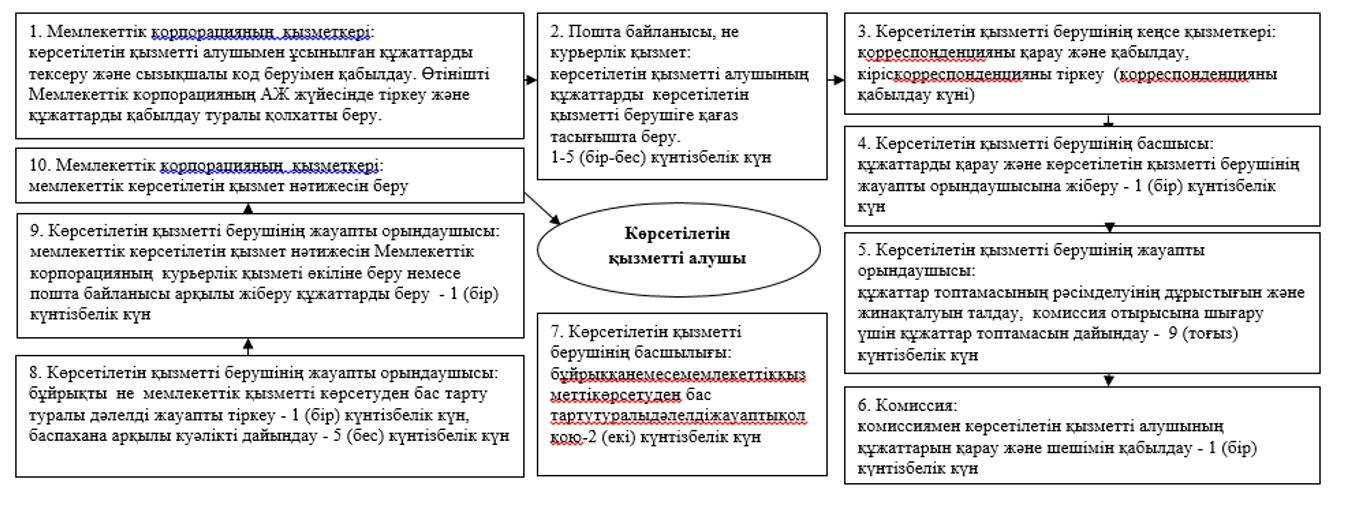 1. Мемлекеттік корпорацияның қызметкері:
көрсетілетін қызметті алушымен ұсынылған құжаттарды
тексеру және сызықшалы код беруімен қабылдау. Өтінішті
Мемлекеттік корпорацияның АЖ жүйесінде тіркеу және
құжаттарды қабылдау туралы қолхатты беру.
2. Пошта байланысы, не
курьерлік қызмет:
көрсетілетін қызметті алушының
құжаттарды көрсетілетін
қызметті берушіге қағаз
тасығышта беру.
1-5 (бір-бес) күнтізбелік күн
3. Көрсетілетін қызметті берушінің кеңсе қызметкері:
қорреспонденцияны қарау және қабылдау,
кіріскорреспонденцияны тіркеу (корреспонденцияны
қабылдау күні)
4. Көрсетілетін қызметті берушінің басшысы:
құжаттарды қарау және көрсетілетін қызметті берушінің
жауапты орындаушысына жіберу - 1 (бір) күнтізбелік
күн
5. Көрсетілетін қызметті берушінің жауапты
орындаушысы:
құжаттар топтамасының рәсімделуінің дұрыстығын және
жинақталуын талдау, комиссия отырысына шығару
үшін құжаттар топтамасын дайындау - 9 (тоғыз)
күнтізбелік күн
6. Комиссия:
комиссиямен көрсетілетін қызметті алушының
құжаттарын қарау және шешімін қабылдау - 1 (бір)
күнтізбелік күн
7. Көрсетілетін қызметті
берушінің басшылығы:
бұйрыққанемесемемлекеттікқыз
меттікөрсетуден бас
тартутуралыдәлелдіжауаптықол
қою-2 (екі) күнтізбелік күн
8. Көрсетілетін қызметті берушінің жауапты орындаушысы:
бұйрықты не мемлекеттік қызметті көрсетуден бас тарту
туралы дәлелді жауапты тіркеу - 1 (бір) күнтізбелік күн,
баспахана арқылы куәлікті дайындау - 5 (бес) күнтізбелік күн
9. Көрсетілетін қызметті берушінің жауапты орындаушысы:
мемлекеттік көрсетілетін қызмет нәтижесін Мемлекеттік
корпорацияның курьерлік қызметі өкіліне беру немесе
пошта байланысы арқылы жіберу құжаттарды беру - 1 (бір)
күнтізбелік күн
10. Мемлекеттік корпорацияның қызметкері:
мемлекеттік көрсетілетін қызмет нәтижесін беру
Көрсетілетін
қызметті алушы